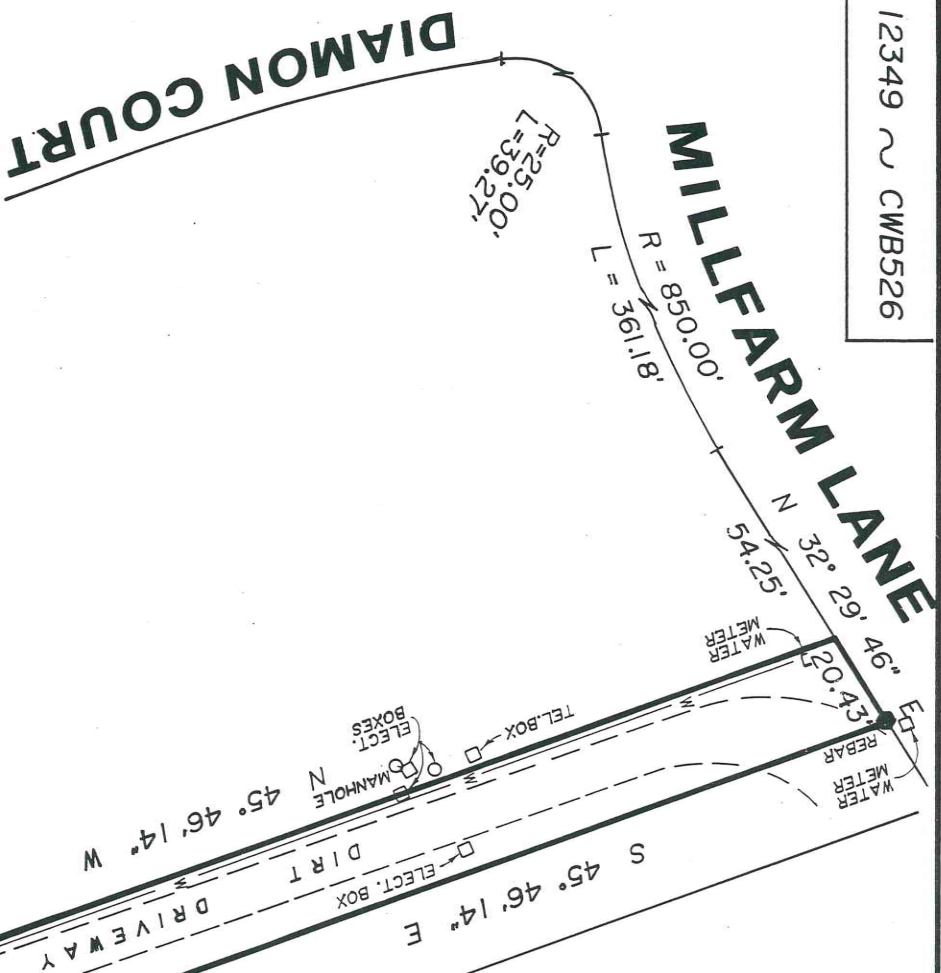 12349 ~ CWB526
DIAMON COURT
MILLFARM LANE
R=25.00'
L=39.27'
R = 850.00'
L = 361.18'
N 32° 29' 46" E
54.25'
20.43'
WATER
METER
REBAR
WATER
METER
TEL.BOX
ELECT.
BOXES
MANHOLE
N 45° 46' 14" W
W
W
W
DIRT
DRIVEWAY
ELECT. BOX
S 45° 46' 14" E